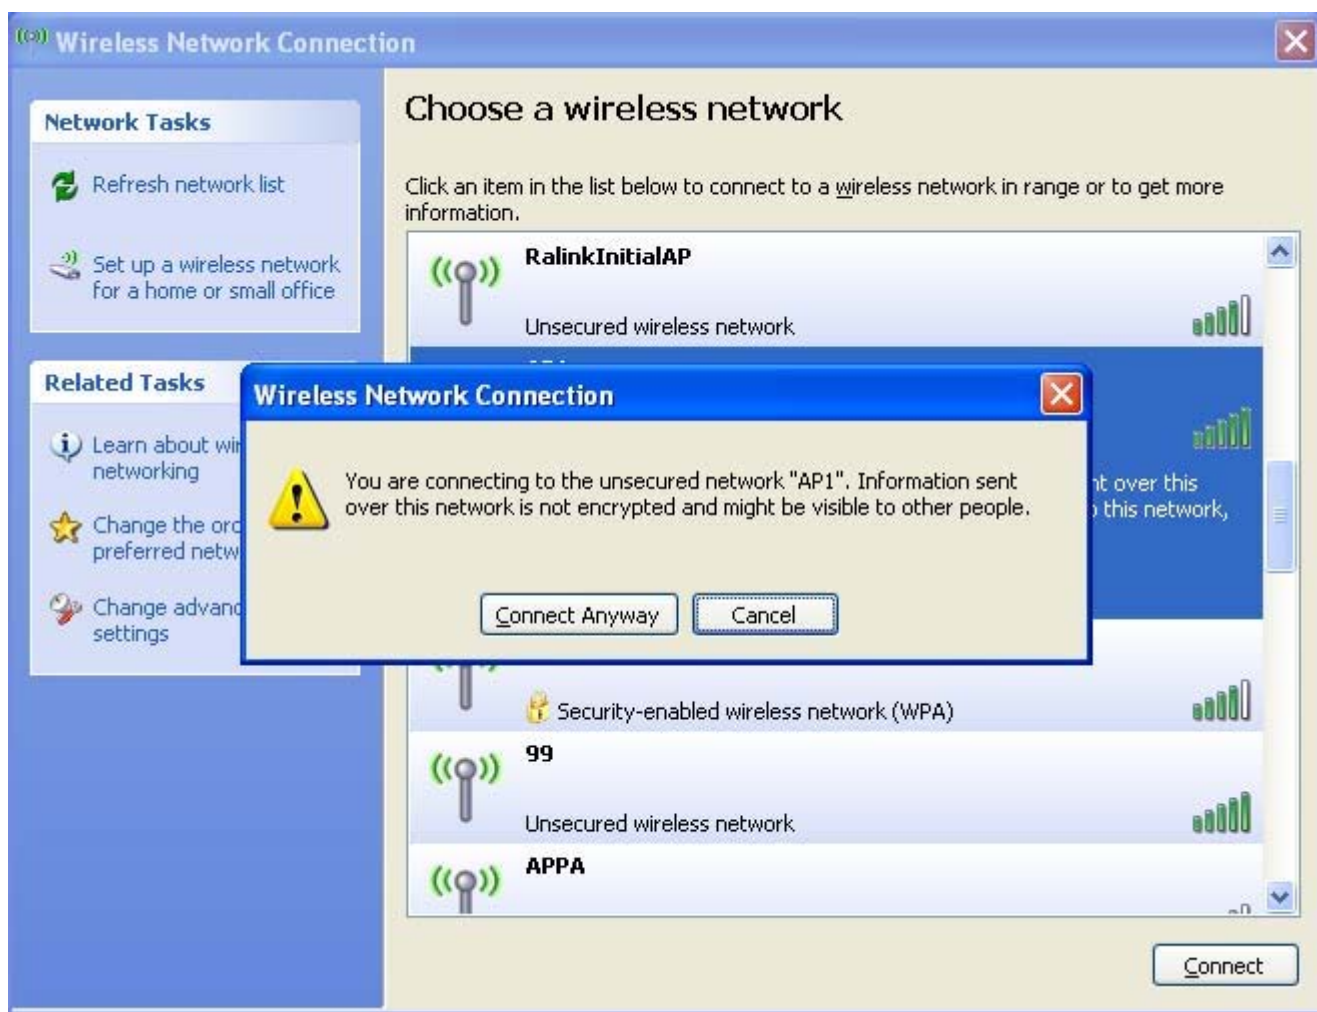 Wireless Network Connection
Network Tasks
Refresh network list
Set up a wireless network
for a home or small office
Related Tasks
Learn about
networking
Change the
preferred
Change
settings
Choose a wireless network
Click an item in the list below to connect to a wireless network in range or to get more
information.
RalinkInitialAP
Unsecured wireless network
over this
this network,
Security-enabled wireless network (WPA)
99
Unsecured wireless network
APPA
Connect
Wireless Network Connection
You are connecting to the unsecured network "AP1". Information sent
over this network is not encrypted and might be visible to other people.
Connect Anyway
Cancel